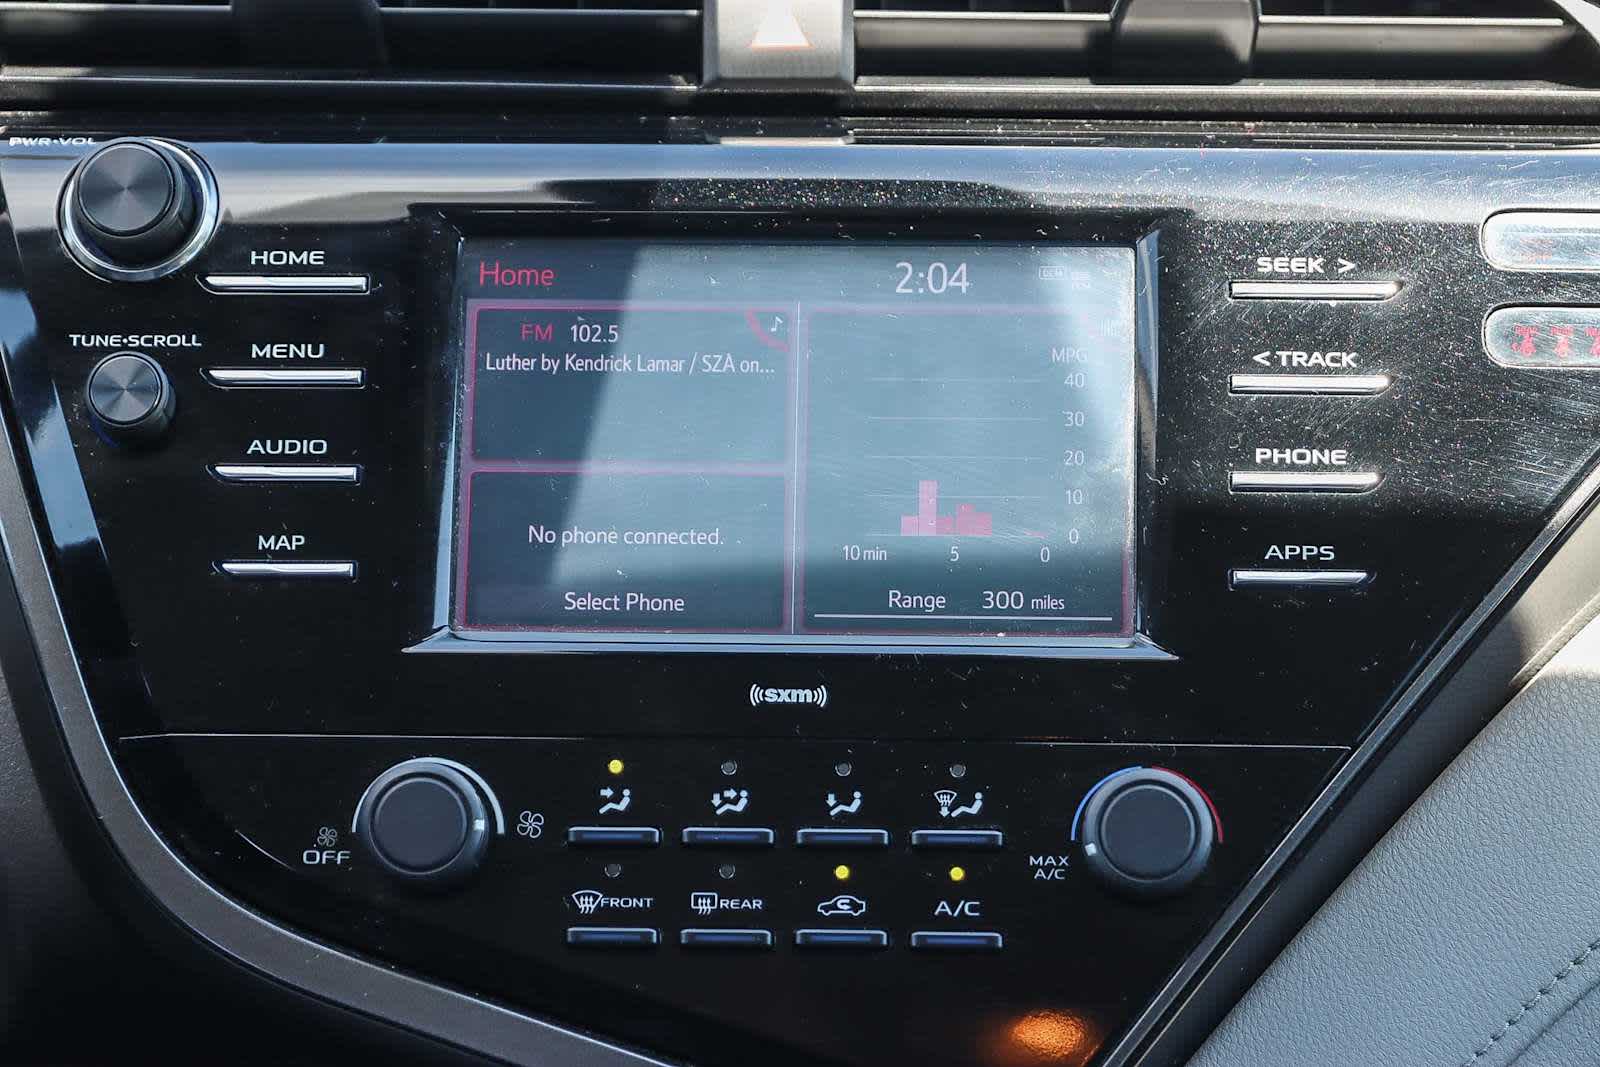 PWR•VOL
HOME
TUNE•SCROLL
MENU
AUDIO
MAP
Home
2:04
FM 102.5
Luther by Kendrick Lamar / SZA on...
No phone connected.
Select Phone
MPG
40
30
20
10
0
10 min 5 0
Range 300 miles
SEEK >
< TRACK
PHONE
APPS
((sxm))
OFF
FRONT
REAR
A/C
MAX
A/C